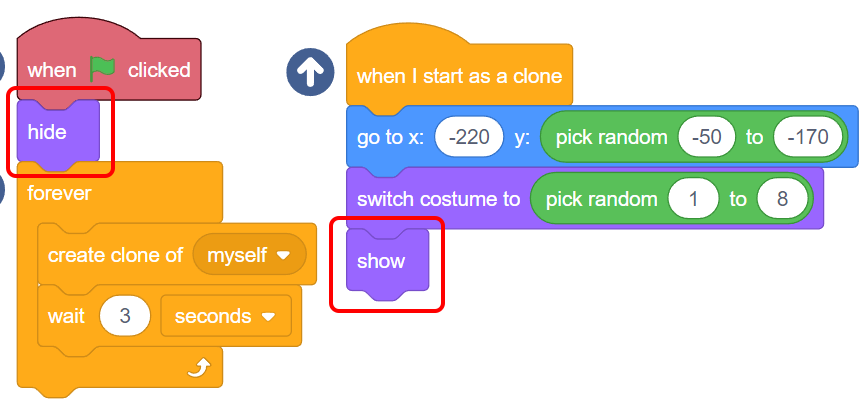 when clicked
hide
forever
create clone of myself
wait 3 seconds
when I start as a clone
go to x: -220 y: pick random -50 to -170
switch costume to pick random 1 to 8
show